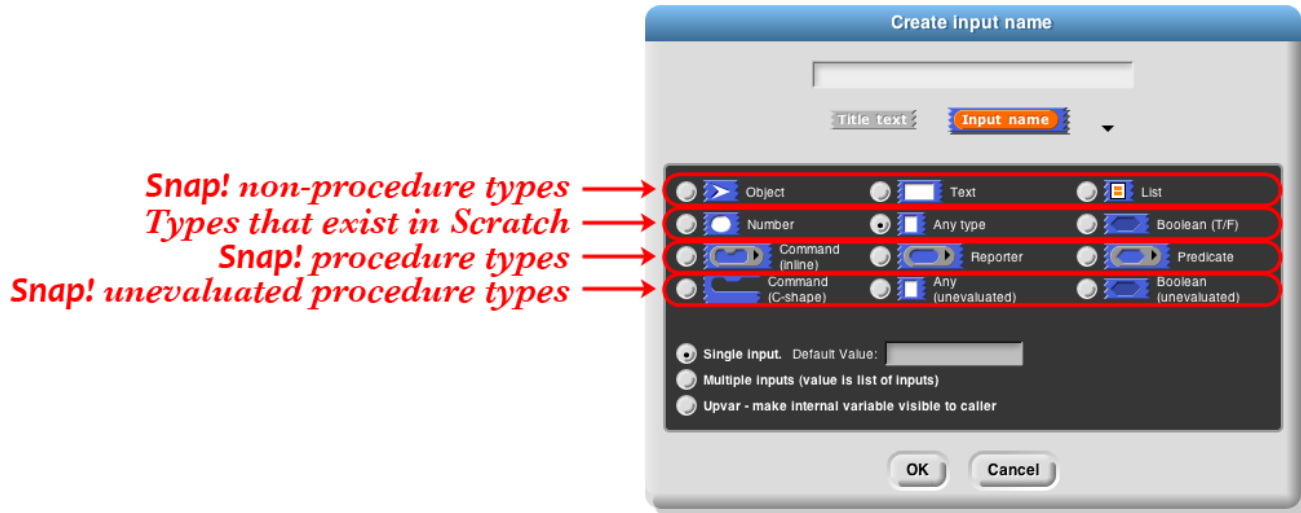 Create input name
Title text Input name
Snap! non-procedure types Object Text List
Types that exist in Scratch Number Any type Boolean (T/F)
Snap! procedure types Command (inline) Reporter Predicate
Snap! unevaluated procedure types Command (C-shape) Any (unevaluated) Boolean (unevaluated)
Single input. Default Value:
Multiple inputs (value is list of inputs)
Upvar - make internal variable visible to caller
OK Cancel